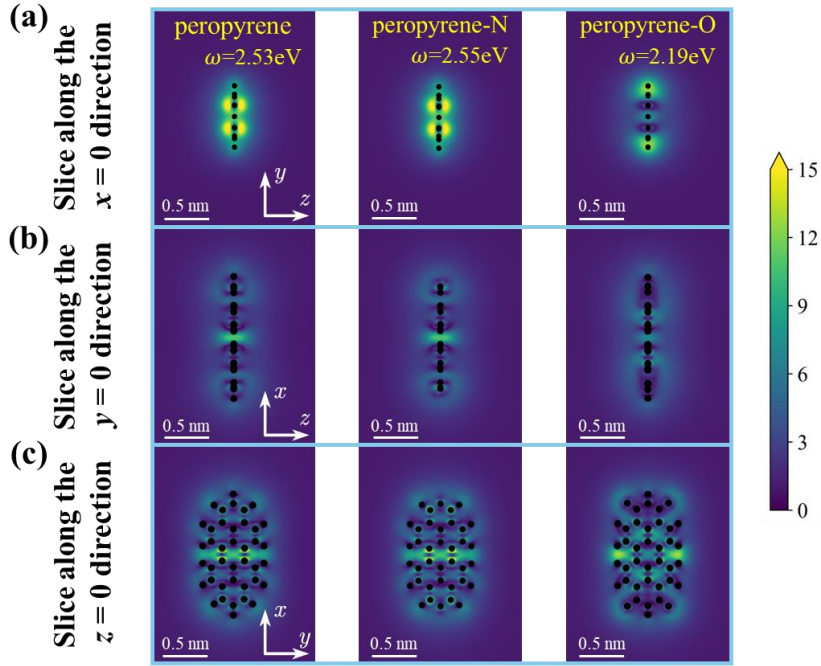 (a)
Slice along the
x = 0 direction
peropyrene
ω=2.53eV
peropyrene-N
ω=2.55eV
peropyrene-O
ω=2.19eV
y
z
0.5 nm
0.5 nm
0.5 nm
(b)
Slice along the
y = 0 direction
x
z
0.5 nm
0.5 nm
0.5 nm
(c)
Slice along the
z = 0 direction
x
y
0.5 nm
0.5 nm
0.5 nm
15
12
9
6
3
0